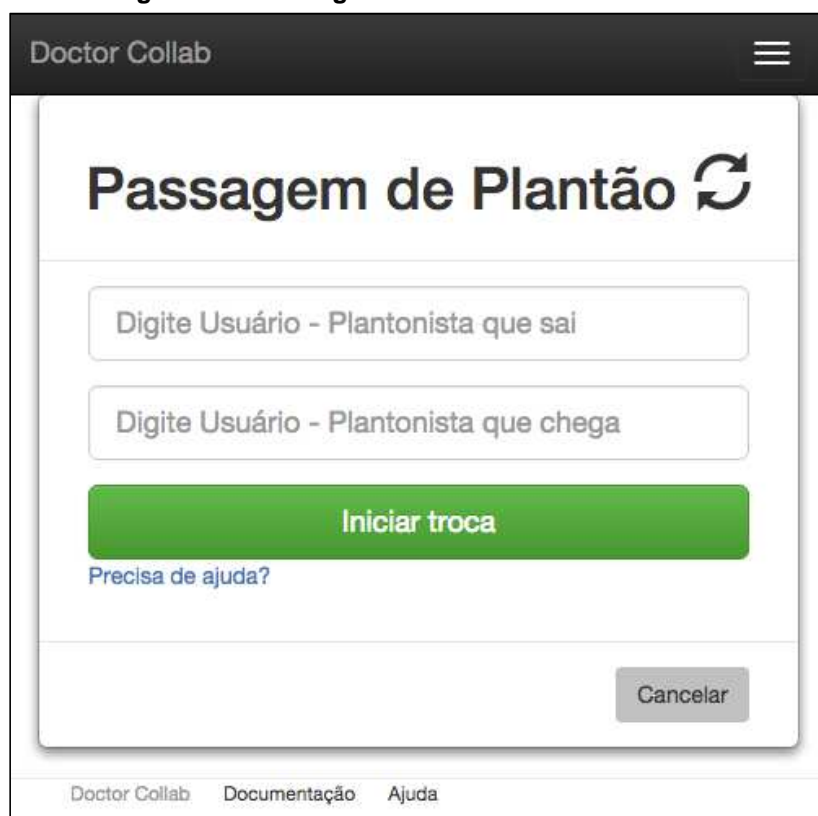 Doctor Collab
Passagem de Plantão
Digite Usuário - Plantonista que sai
Digite Usuário - Plantonista que chega
Iniciar troca
Precisa de ajuda?
Cancelar
Doctor Collab Documentação Ajuda